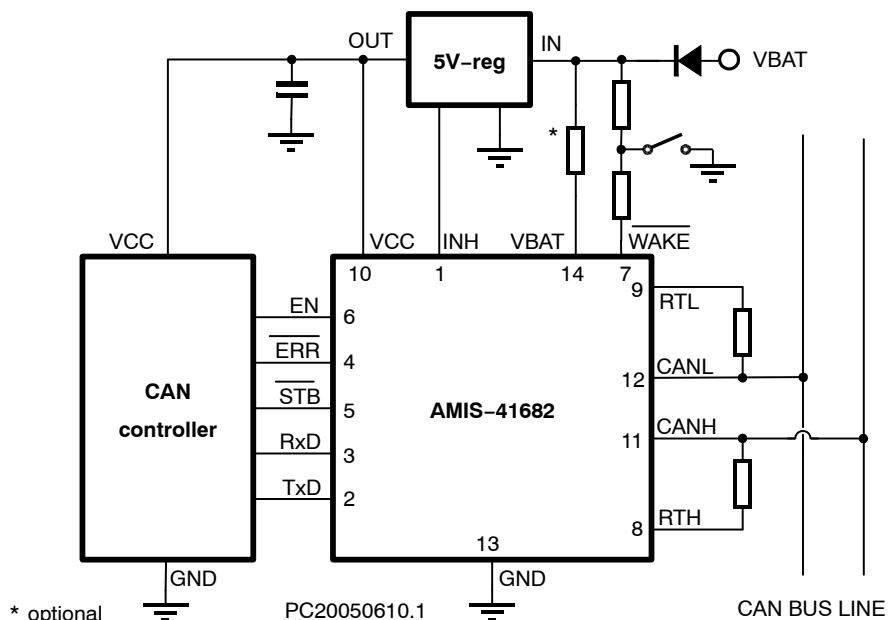 OUT
5V-reg
IN
VBAT
*
VCC
VCC
INH
VBAT
WAKE
10
1
14
7
9
RTL
EN
6
ERR
4
12
CANL
CAN
controller
STB
5
AMIS-41682
11
CANH
RxD
3
TxD
2
8
RTH
13
GND
GND
* optional
PC20050610.1
CAN BUS LINE